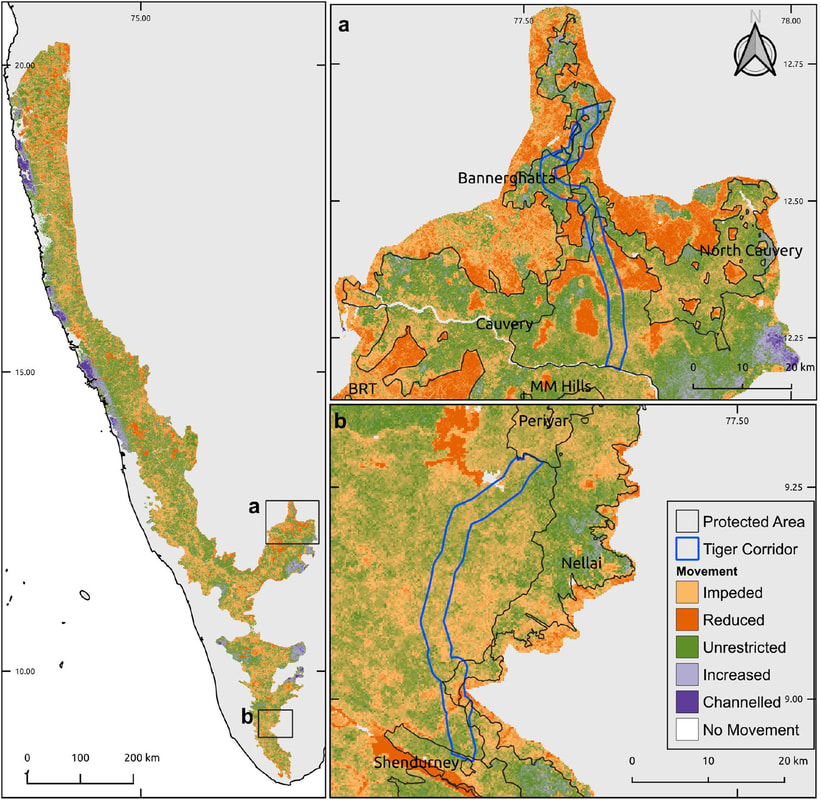 75.00
20.00
15.00
10.00
a
b
0 100 200 km
a
77.50
N
78.00
12.75
12.50
12.25
Bannerghatta
North Cauvery
Cauvery
BRT
MM Hills
0 10 20 km
b
Periyar
77.50
9.25
Nellai
9.00
Shendurney
0 10 20 km
Protected Area
Tiger Corridor
Movement
Impeded
Reduced
Unrestricted
Increased
Channelled
No Movement